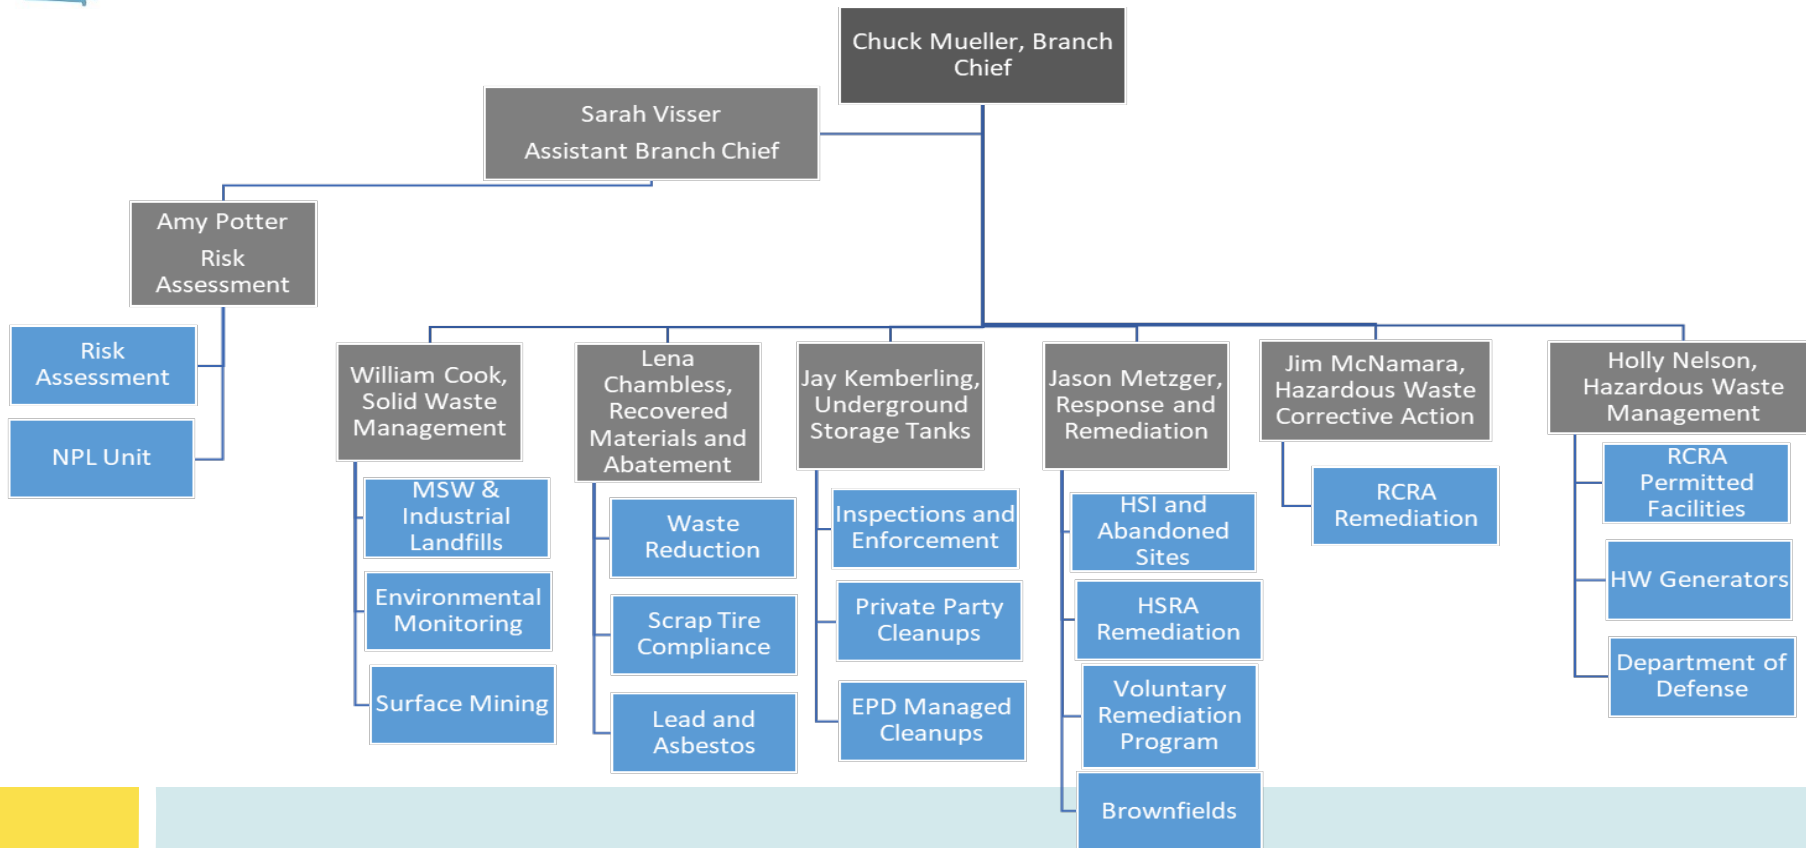 Chuck Mueller, Branch
Chief
Sarah Visser
Assistant Branch Chief
Amy Potter
Risk
Assessment
Risk
Assessment
NPL Unit
William Cook,
Solid Waste
Management
MSW &
Industrial
Landfills
Environmental
Monitoring
Surface Mining
Lena
Chambless,
Recovered
Materials and
Abatement
Waste
Reduction
Scrap Tire
Compliance
Lead and
Asbestos
Jay Kemberling,
Underground
Storage Tanks
Inspections and
Enforcement
Private Party
Cleanups
EPD Managed
Cleanups
Jason Metzger,
Response and
Remediation
HSI and
Abandoned
Sites
HSRA
Remediation
Voluntary
Remediation
Program
Brownfields
Jim McNamara,
Hazardous Waste
Corrective Action
RCRA
Remediation
Holly Nelson,
Hazardous Waste
Management
RCRA
Permitted
Facilities
HW Generators
Department of
Defense